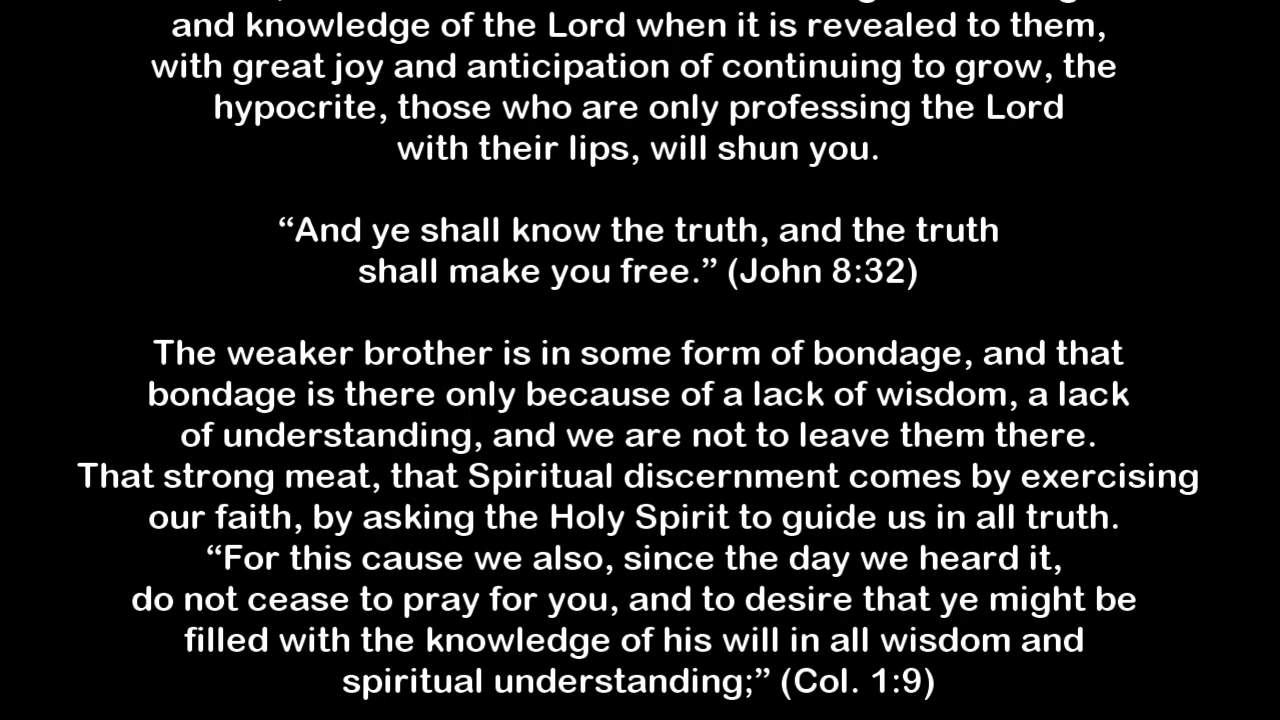 and knowledge of the Lord when it is revealed to them,
with great joy and anticipation of continuing to grow, the
hypocrite, those who are only professing the Lord
with their lips, will shun you.
“And ye shall know the truth, and the truth
shall make you free.” (John 8:32)
The weaker brother is in some form of bondage, and that
bondage is there only because of a lack of wisdom, a lack
of understanding, and we are not to leave them there.
That strong meat, that Spiritual discernment comes by exercising
our faith, by asking the Holy Spirit to guide us in all truth.
“For this cause we also, since the day we heard it,
do not cease to pray for you, and to desire that ye might be
filled with the knowledge of his will in all wisdom and
spiritual understanding;” (Col. 1:9)